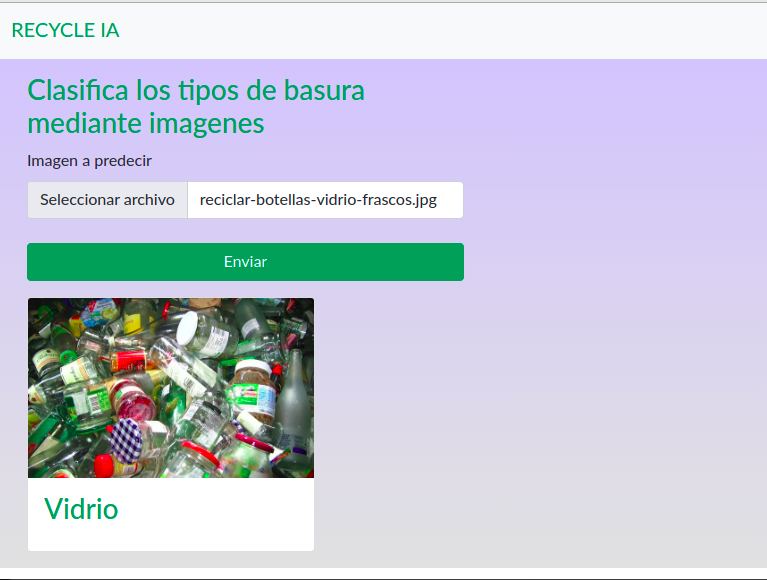 RECYCLE IA
Clasifica los tipos de basura
mediante imagenes
Imagen a predecir
Seleccionar archivo reciclar-botellas-vidrio-frascos.jpg
Enviar
Vidrio